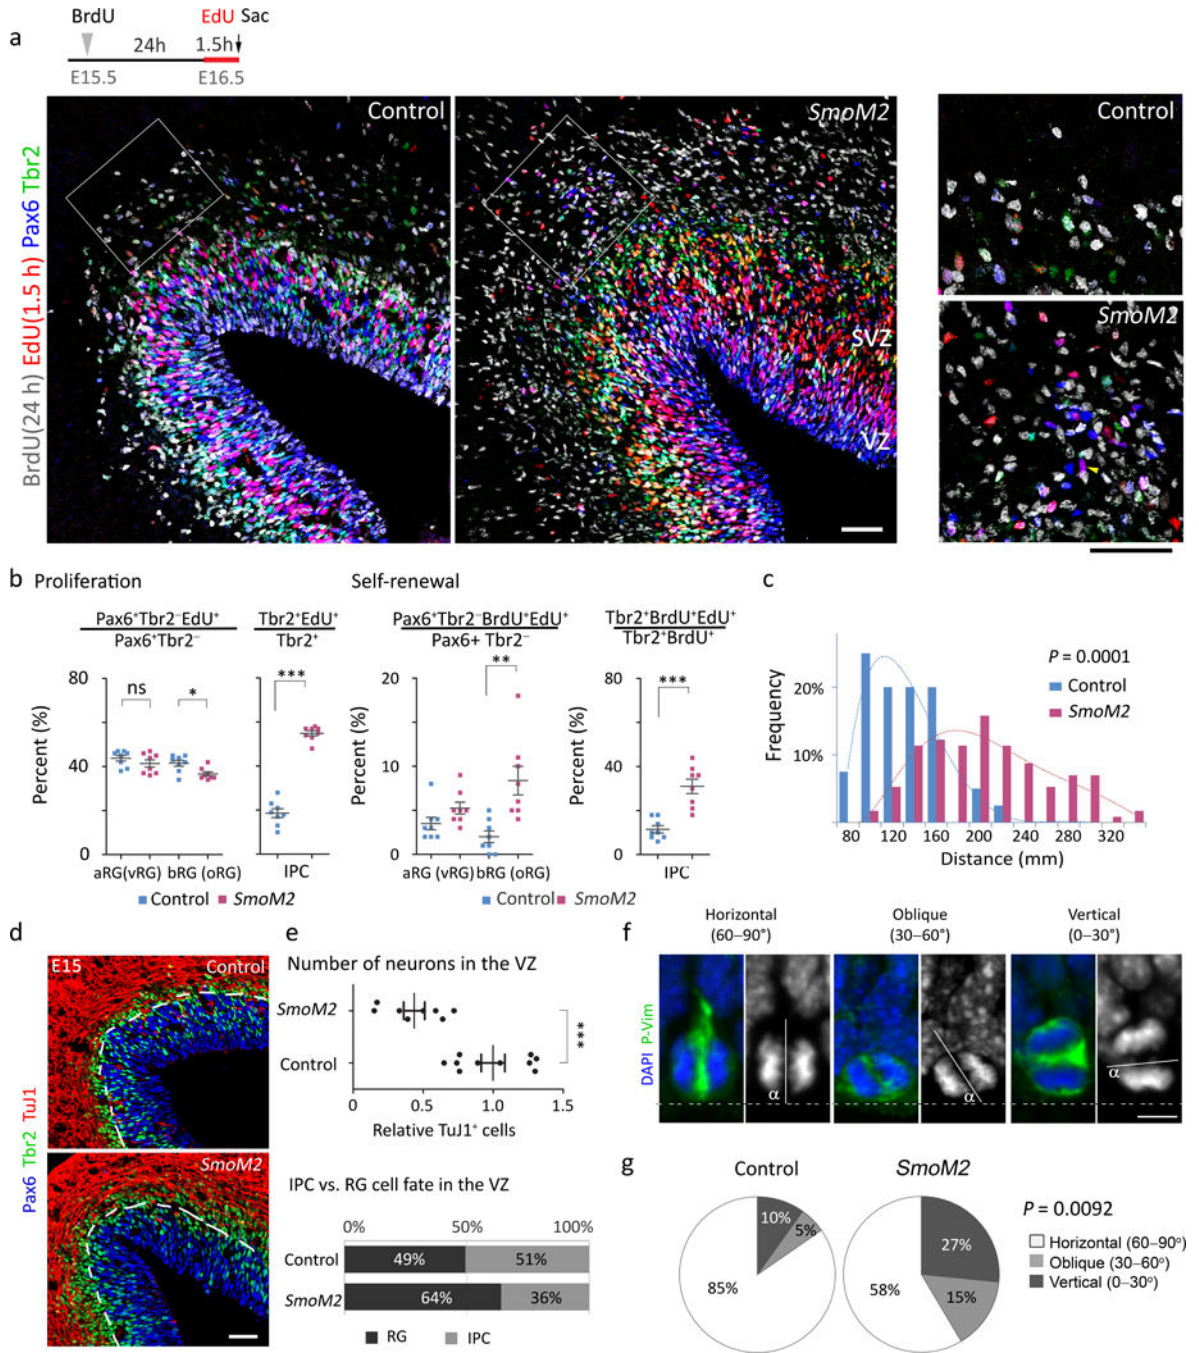 a
BrdU EdU Sac
24h 1.5h
E15.5 E16.5
BrdU(24 h) EdU(1.5 h) Pax6 Tbr2
Control
SmoM2
SVZ
VZ
Control
SmoM2
b Proliferation Self-renewal
Pax6⁺Tbr2⁻EdU⁺
Pax6⁺Tbr2⁻
Tbr2⁺EdU⁺
Tbr2⁺
Pax6⁺Tbr2⁻BrdU⁺EdU⁺
Pax6+ Tbr2⁻
Tbr2⁺BrdU⁺EdU⁺
Tbr2⁺BrdU⁺
Percent (%)
80
40
0
ns
*
aRG(vRG) bRG (oRG)
***
IPC
Control SmoM2
Percent (%)
20
15
10
5
0
**
aRG (vRG) bRG (oRG)
Percent (%)
80
40
0
***
IPC
Control SmoM2
c
P = 0.0001
Control
SmoM2
Frequency
20%
10%
80 120 160 200 240 280 320
Distance (mm)
d
Pax6 Tbr2 TuJ1
E15 Control
SmoM2
e
Number of neurons in the VZ
SmoM2
Control
***
0 0.5 1.0 1.5
Relative TuJ1⁺ cells
IPC vs. RG cell fate in the VZ
0% 50% 100%
Control 49% 51%
SmoM2 64% 36%
RG IPC
f
Horizontal
(60–90°)
Oblique
(30–60°)
Vertical
(0–30°)
DAPI P-Vim
α
α
α
g
Control SmoM2
10%
5%
85%
27%
15%
58%
P = 0.0092
Horizontal (60–90°)
Oblique (30–60°)
Vertical (0–30°)